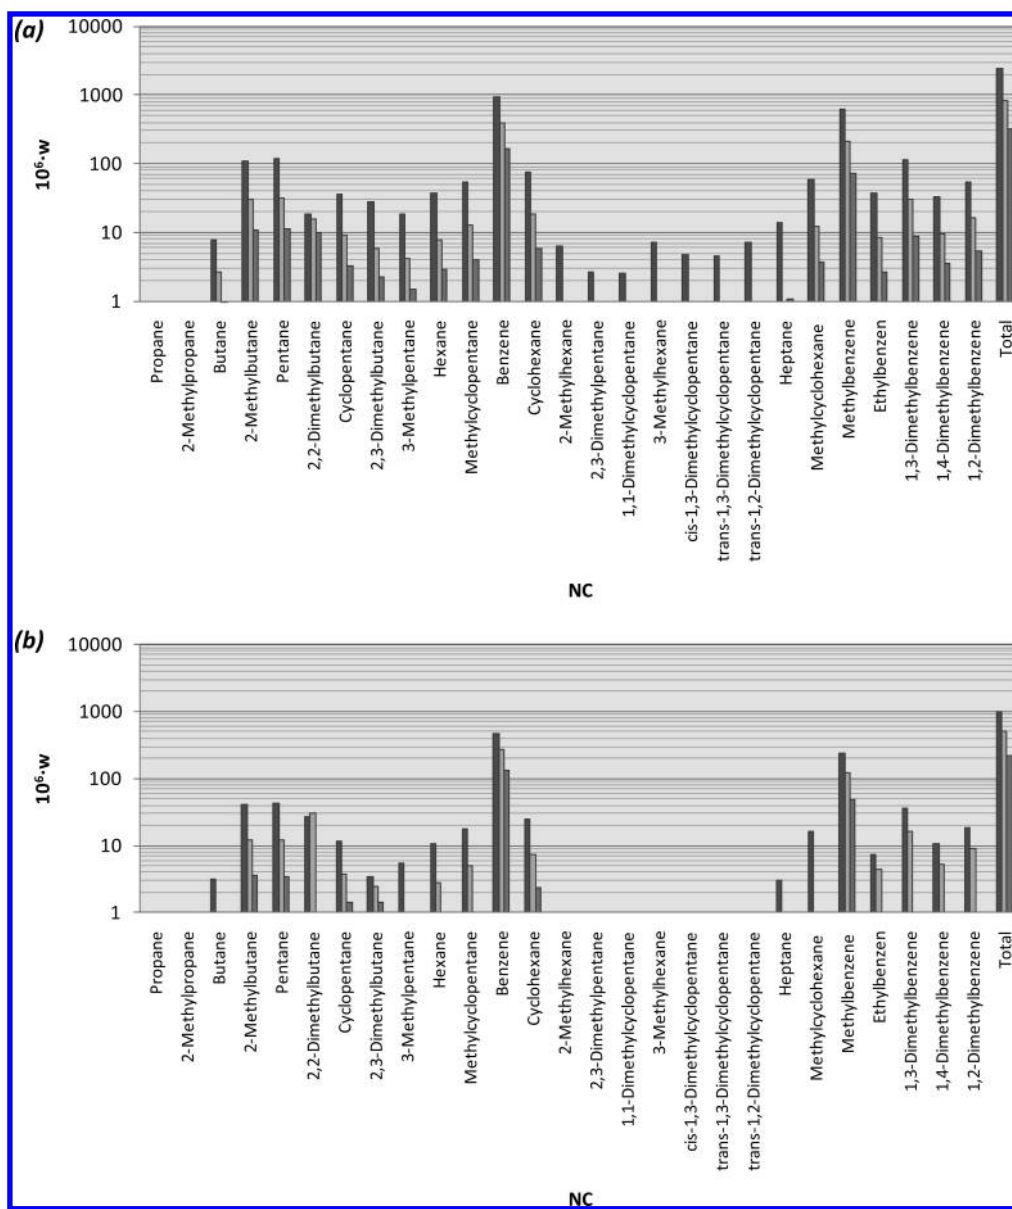 (a)
10000
1000
100
10
1
10⁶·w
Propane
2-Methylpropane
Butane
2-Methylbutane
Pentane
2,2-Dimethylbutane
Cyclopentane
2,3-Dimethylbutane
3-Methylpentane
Hexane
Methylcyclopentane
Benzene
Cyclohexane
2-Methylhexane
2,3-Dimethylpentane
1,1-Dimethylcyclopentane
3-Methylhexane
cis-1,3-Dimethylcyclopentane
trans-1,3-Dimethylcyclopentane
trans-1,2-Dimethylcyclopentane
Heptane
Methylcyclohexane
Methylbenzene
Ethylbenzen
1,3-Dimethylbenzene
1,4-Dimethylbenzene
1,2-Dimethylbenzene
Total
NC
(b)
10000
1000
100
10
1
10⁶·w
Propane
2-Methylpropane
Butane
2-Methylbutane
Pentane
2,2-Dimethylbutane
Cyclopentane
2,3-Dimethylbutane
3-Methylpentane
Hexane
Methylcyclopentane
Benzene
Cyclohexane
2-Methylhexane
2,3-Dimethylpentane
1,1-Dimethylcyclopentane
3-Methylhexane
cis-1,3-Dimethylcyclopentane
trans-1,3-Dimethylcyclopentane
trans-1,2-Dimethylcyclopentane
Heptane
Methylcyclohexane
Methylbenzene
Ethylbenzen
1,3-Dimethylbenzene
1,4-Dimethylbenzene
1,2-Dimethylbenzene
Total
NC